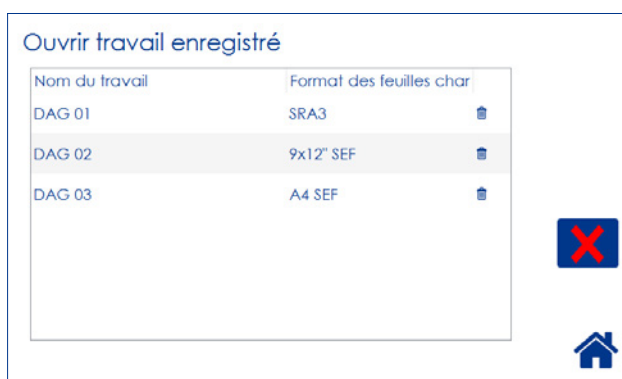 Ouvrir travail enregistré
Nom du travail Format des feuilles char
DAG 01 SRA3
DAG 02 9x12" SEF
DAG 03 A4 SEF